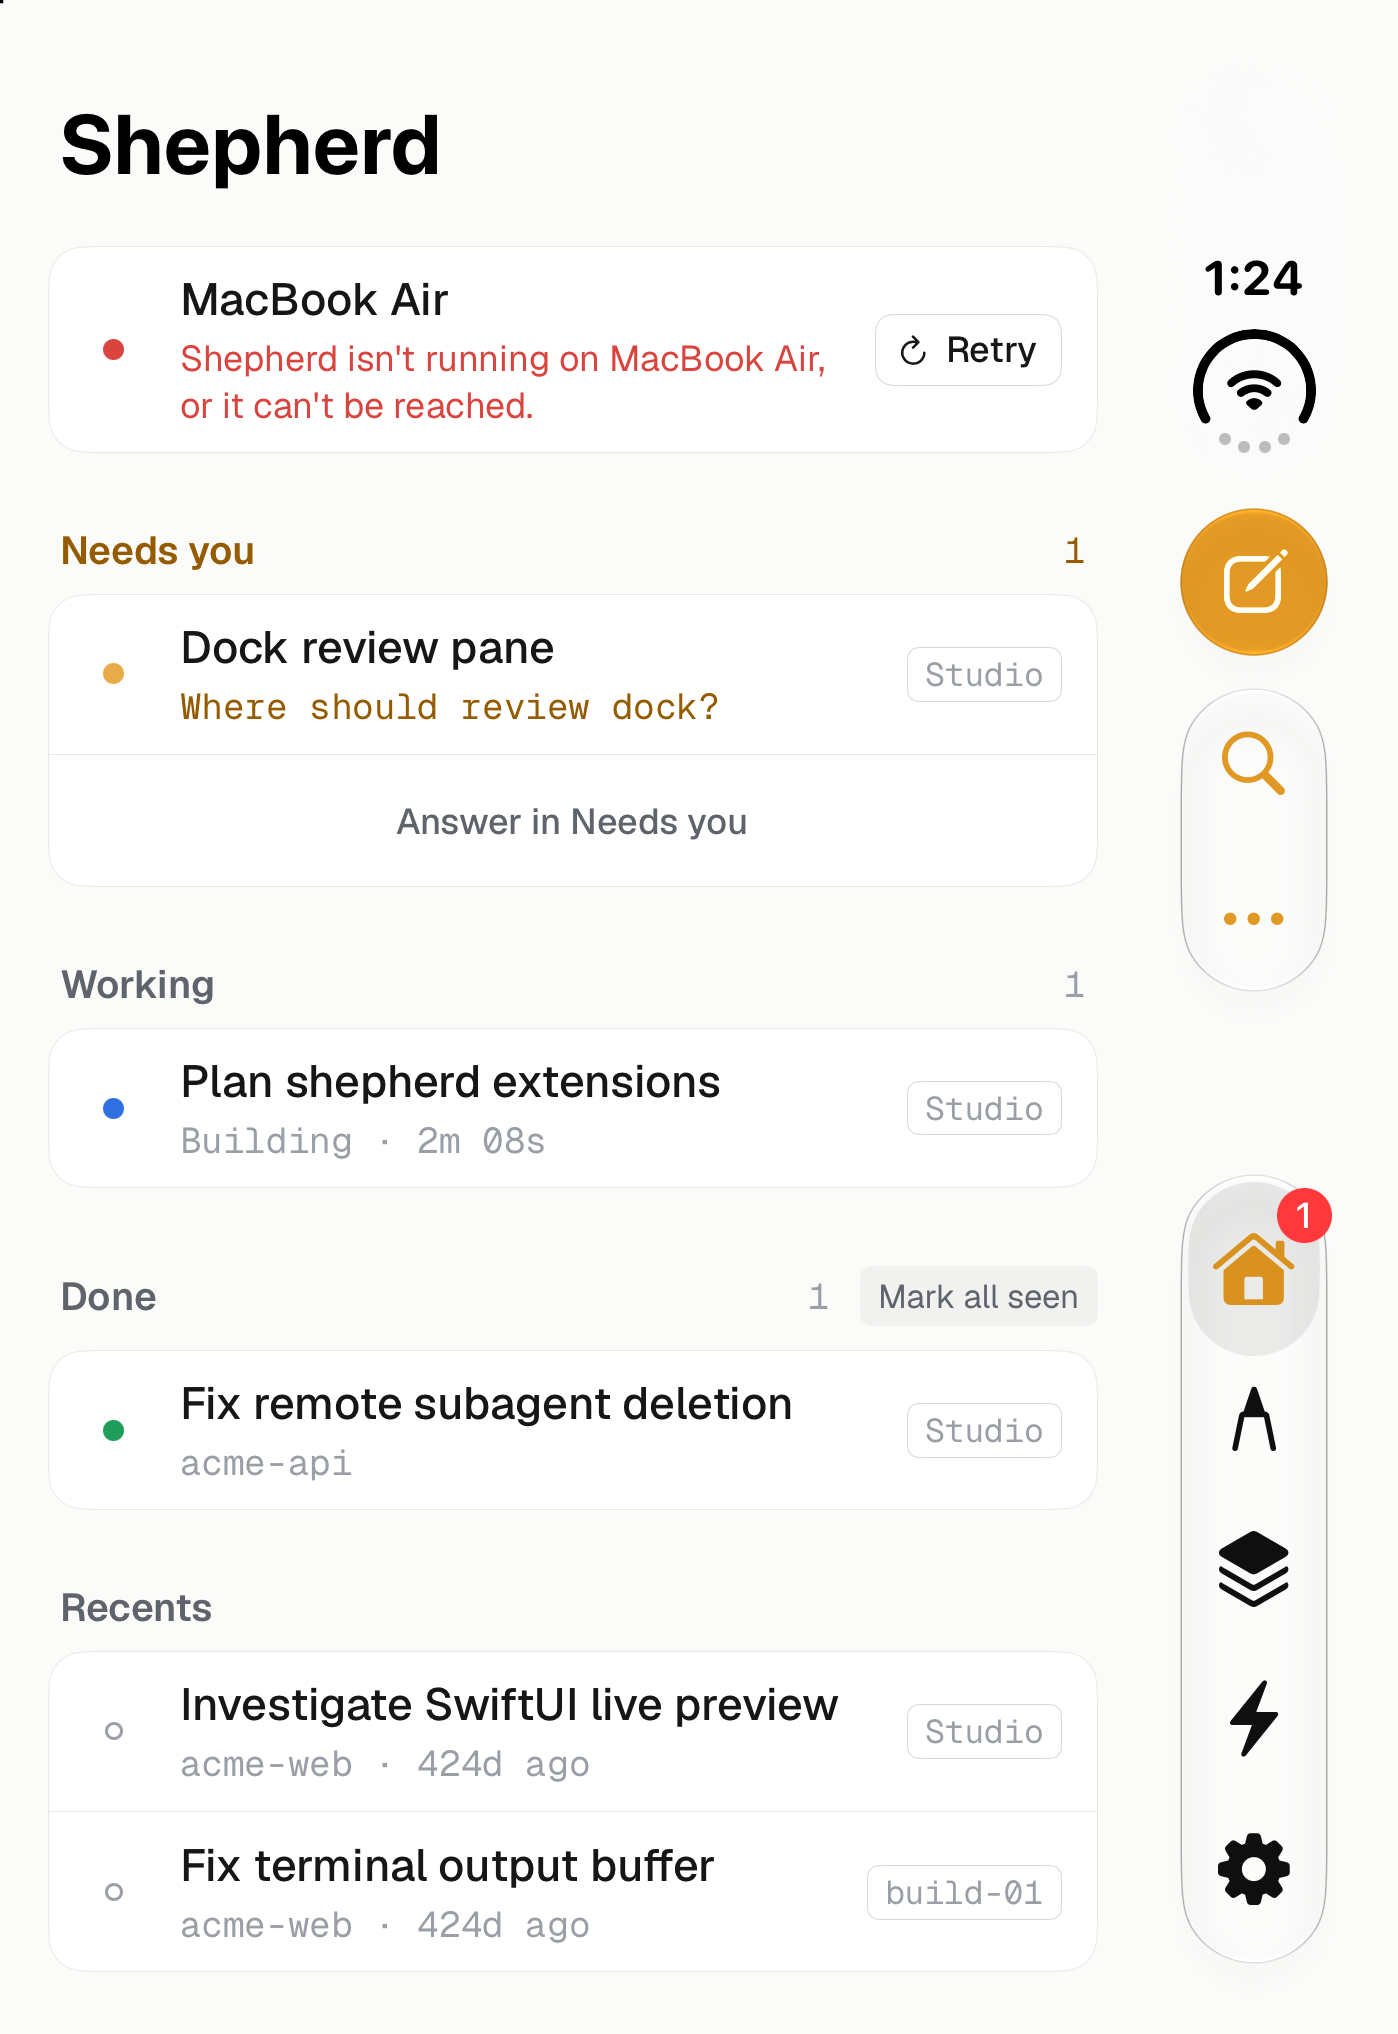 Shepherd
MacBook Air
Shepherd isn't running on MacBook Air,
or it can't be reached.
Retry
1:24
Needs you
1
Dock review pane
Where should review dock?
Studio
Answer in Needs you
Working
1
Plan shepherd extensions
Building · 2m 08s
Studio
1
Done
1
Mark all seen
Fix remote subagent deletion
acme-api
Studio
Recents
Investigate SwiftUI live preview
acme-web · 424d ago
Studio
Fix terminal output buffer
acme-web · 424d ago
build-01